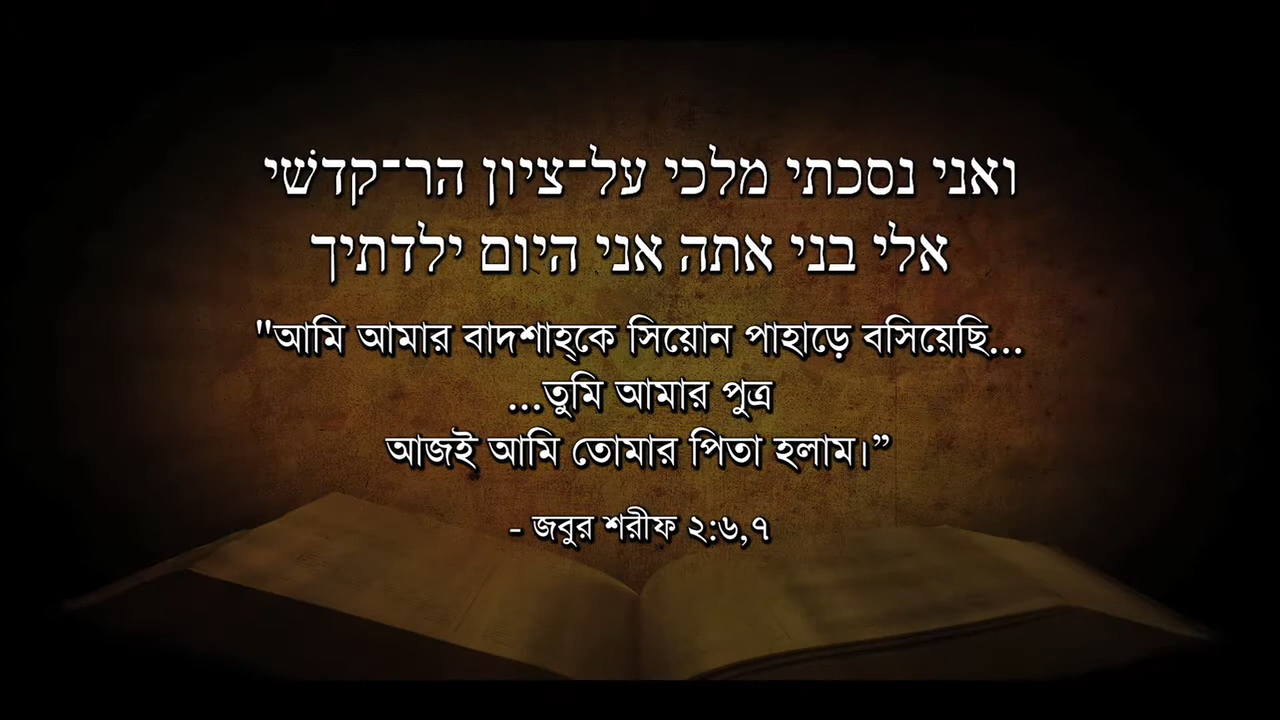 ואני נסכתי מלכי על־ציון הר־קדשׁי
אלי בני אתה אני היום ילדתיך
"আমি আমার বাদশাহ্‌কে সিয়োন পাহাড়ে বসিয়েছি...
...তুমি আমার পুত্র
আজই আমি তোমার পিতা হলাম।”
- জবুর শরীফ ২:৬,৭